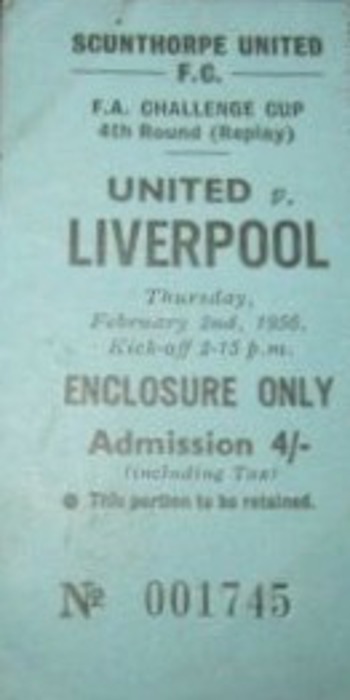 SCUNTHORPE UNITED
F.C.
F.A. CHALLENGE CUP
4th Round (Replay)
UNITED v.
LIVERPOOL
Thursday,
February 2nd, 1956.
Kick-off 2-15 p.m.
ENCLOSURE ONLY
Admission 4/-
(including Tax)
This portion to be retained.
Nº 001745